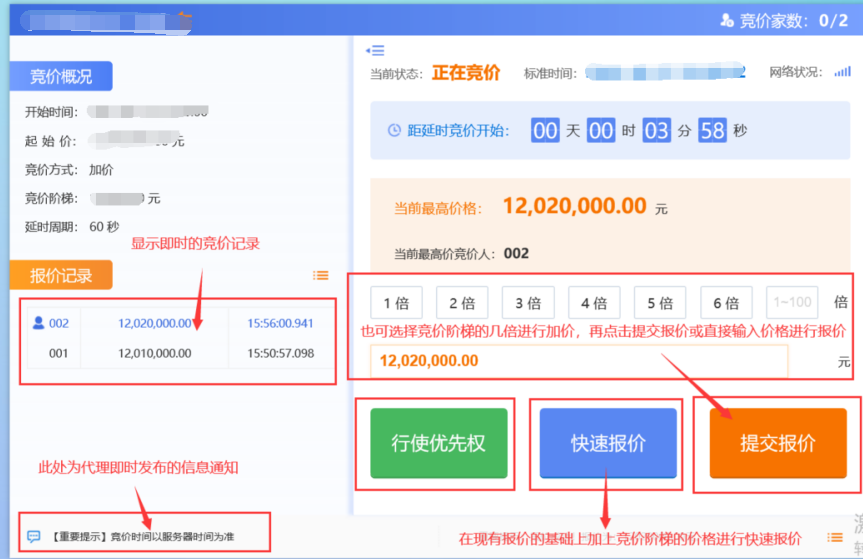 竞价家数: 0/2
竞价概况
开始时间:
起 始 价: 元
竞价方式: 加价
竞价阶梯: 元
延时周期: 60 秒
显示即时的竞价记录
报价记录
002 12,020,000.00 15:56:00.941
001 12,010,000.00 15:50:57.098
此处为代理即时发布的信息通知
【重要提示】竞价时间以服务器时间为准
当前状态: 正在竞价 标准时间: 网络状况:
距延时竞价开始: 00 天 00 时 03 分 58 秒
当前最高价格: 12,020,000.00 元
当前最高价竞价人: 002
1 倍 2 倍 3 倍 4 倍 5 倍 6 倍 1~100 倍
也可选择竞价阶梯的几倍进行加价，再点击提交报价或直接输入价格进行报价
12,020,000.00 元
行使优先权 快速报价 提交报价
在现有报价的基础上加上竞价阶梯的价格进行快速报价